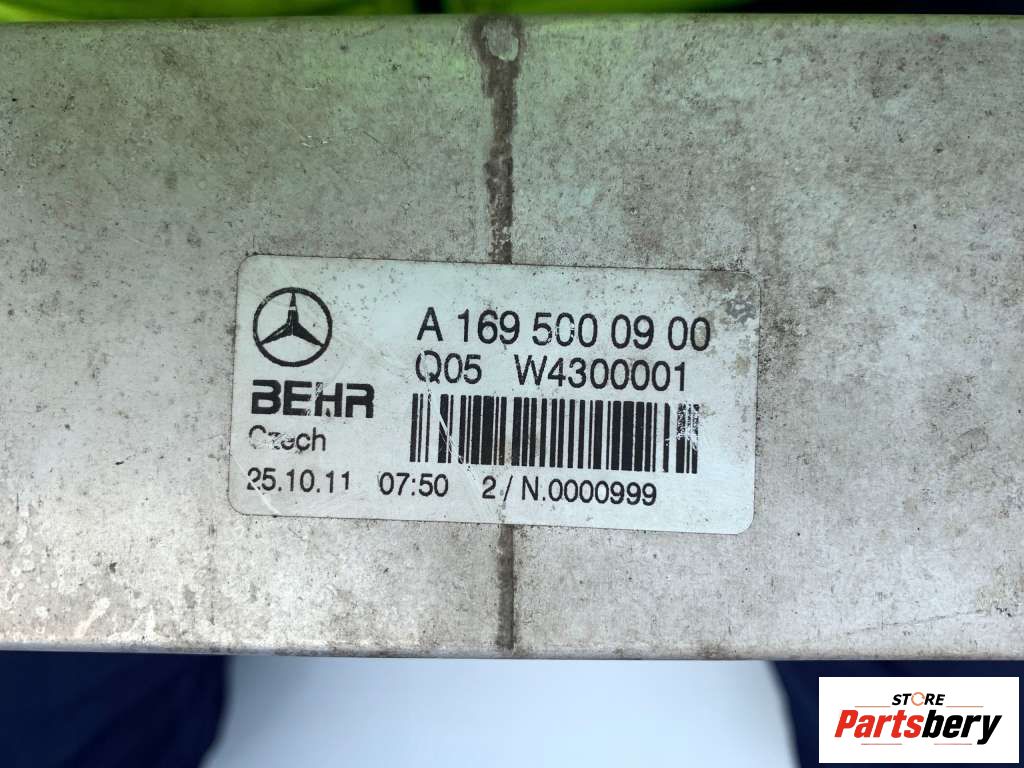 A 169 500 09 00
Q05 W4300001
BEHR
Czech
25.10.11 07:50 2 / N.0000999
STORE
Partsbery